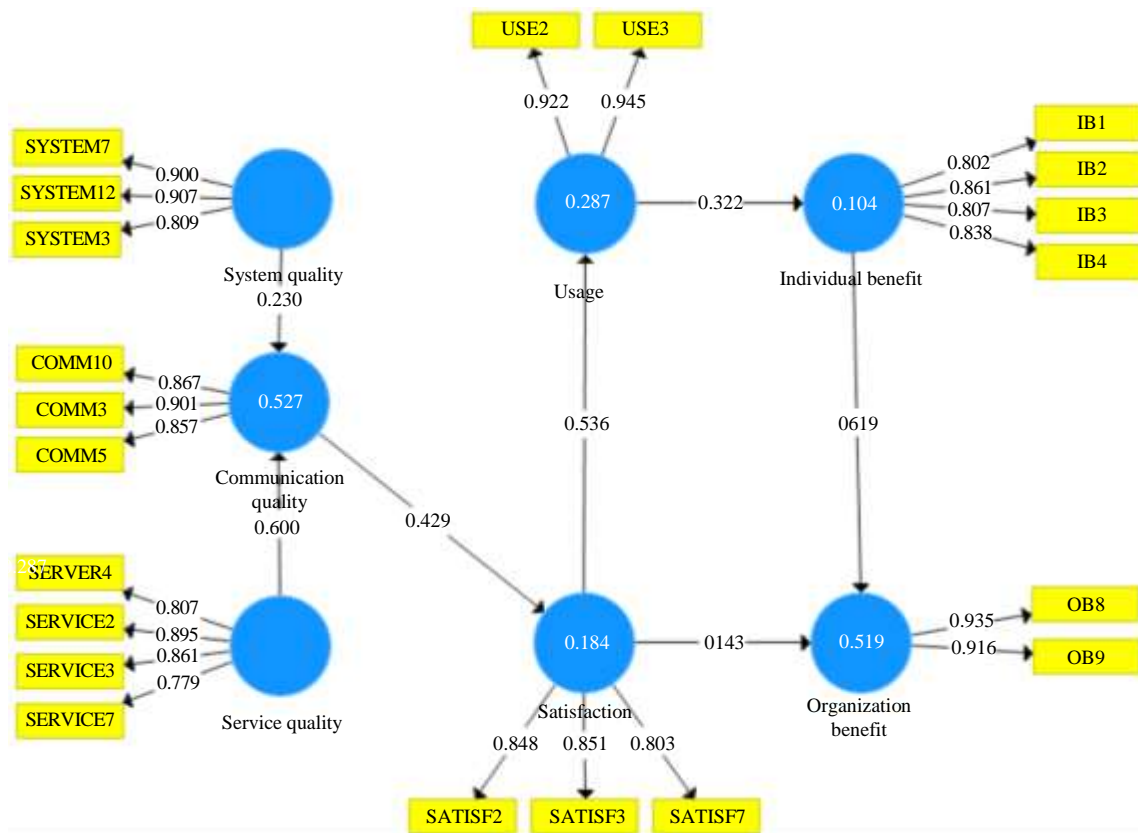 USE2
USE3
0.922
0.945
SYSTEM7
SYSTEM12
SYSTEM3
0.900
0.907
0.809
System quality
0.230
0.287
Usage
0.322
0.104
Individual benefit
0.802
0.861
0.807
0.838
IB1
IB2
IB3
IB4
COMM10
COMM3
COMM5
0.867
0.901
0.857
0.527
Communication
quality
0.600
0.429
0.536
0619
SERVER4
SERVICE2
SERVICE3
SERVICE7
0.807
0.895
0.861
0.779
Service quality
0.184
Satisfaction
0143
0.519
Organization
benefit
0.935
0.916
OB8
OB9
0.848
0.851
0.803
SATISF2
SATISF3
SATISF7